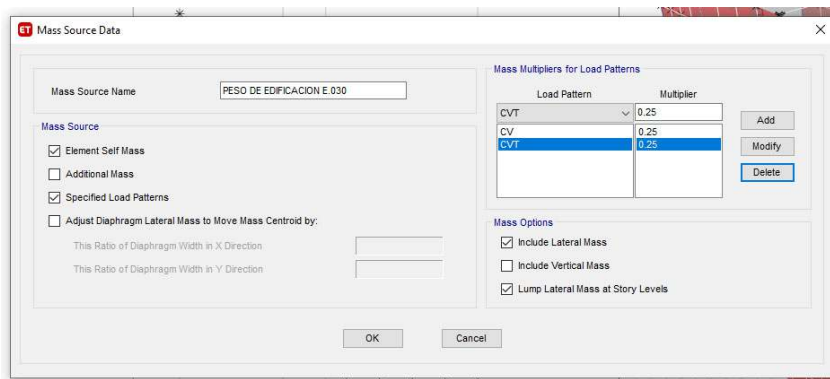 ET Mass Source Data
Mass Source Name PESO DE EDIFICACION E.030
Mass Source
Element Self Mass
Additional Mass
Specified Load Patterns
Adjust Diaphragm Lateral Mass to Move Mass Centroid by:
This Ratio of Diaphragm Width in X Direction
This Ratio of Diaphragm Width in Y Direction
Mass Multipliers for Load Patterns
Load Pattern Multiplier
CVT 0.25 Add
CV 0.25
CVT 0.25 Modify
Delete
Mass Options
Include Lateral Mass
Include Vertical Mass
Lump Lateral Mass at Story Levels
OK Cancel